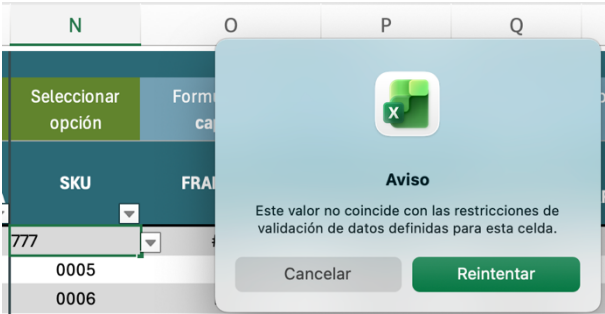 N O P Q
Seleccionar
opción
Form
ca
SKU
FRA
777
0005
0006
X
Aviso
Este valor no coincide con las restricciones de
validación de datos definidas para esta celda.
Cancelar
Reintentar